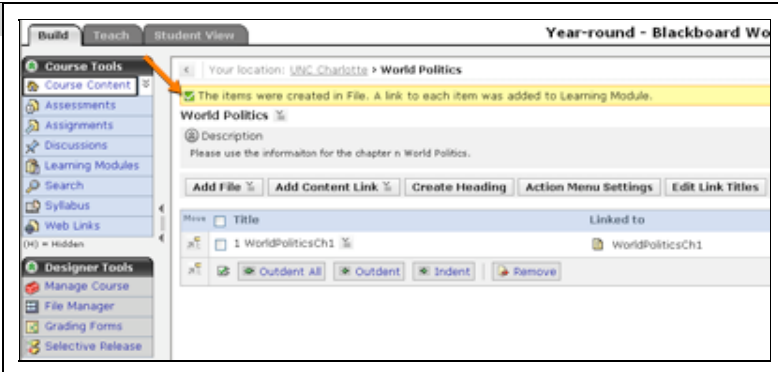 Build Teach Student View Year-round - Blackboard Wo
Course Tools
Your location: UNC Charlotte › World Politics
Course Content
The items were created in File. A link to each item was added to Learning Module.
Assessments
World Politics
Assignments
Description
Discussions
Please use the informaiton for the chapter n World Politics.
Learning Modules
Search
Add File Add Content Link Create Heading Action Menu Settings Edit Link Titles
Syllabus
Move Title Linked to
Web Links
(H) = Hidden
1 WorldPoliticsCh1 WorldPoliticsCh1
Designer Tools
Outdent All Outdent Indent Remove
Manage Course
File Manager
Grading Forms
Selective Release